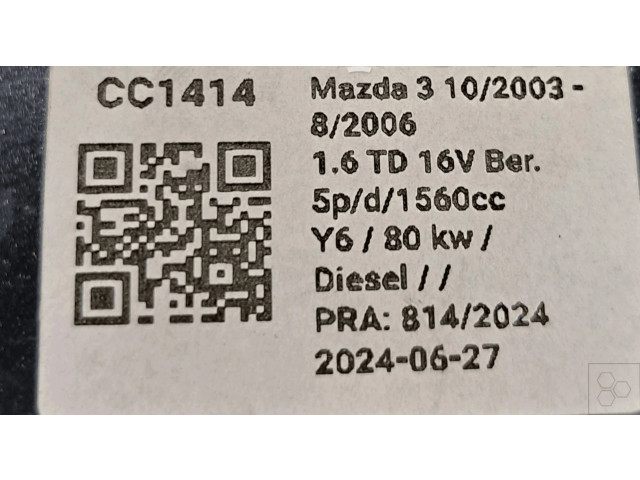 CC1414
Mazda 3 10/2003 -
8/2006
1.6 TD 16V Ber.
5p/d/1560cc
Y6 / 80 kw /
Diesel / /
PRA: 814/2024
2024-06-27